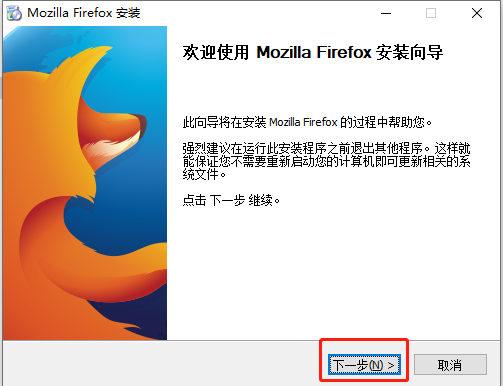 Mozilla Firefox 安装
欢迎使用 Mozilla Firefox 安装向导
此向导将在安装 Mozilla Firefox 的过程中帮助您。
强烈建议在运行此安装程序之前退出其他程序。这样就
能保证您不需要重新启动您的计算机即可更新相关的系
统文件。
点击 下一步 继续。
下一步(N) >
取消